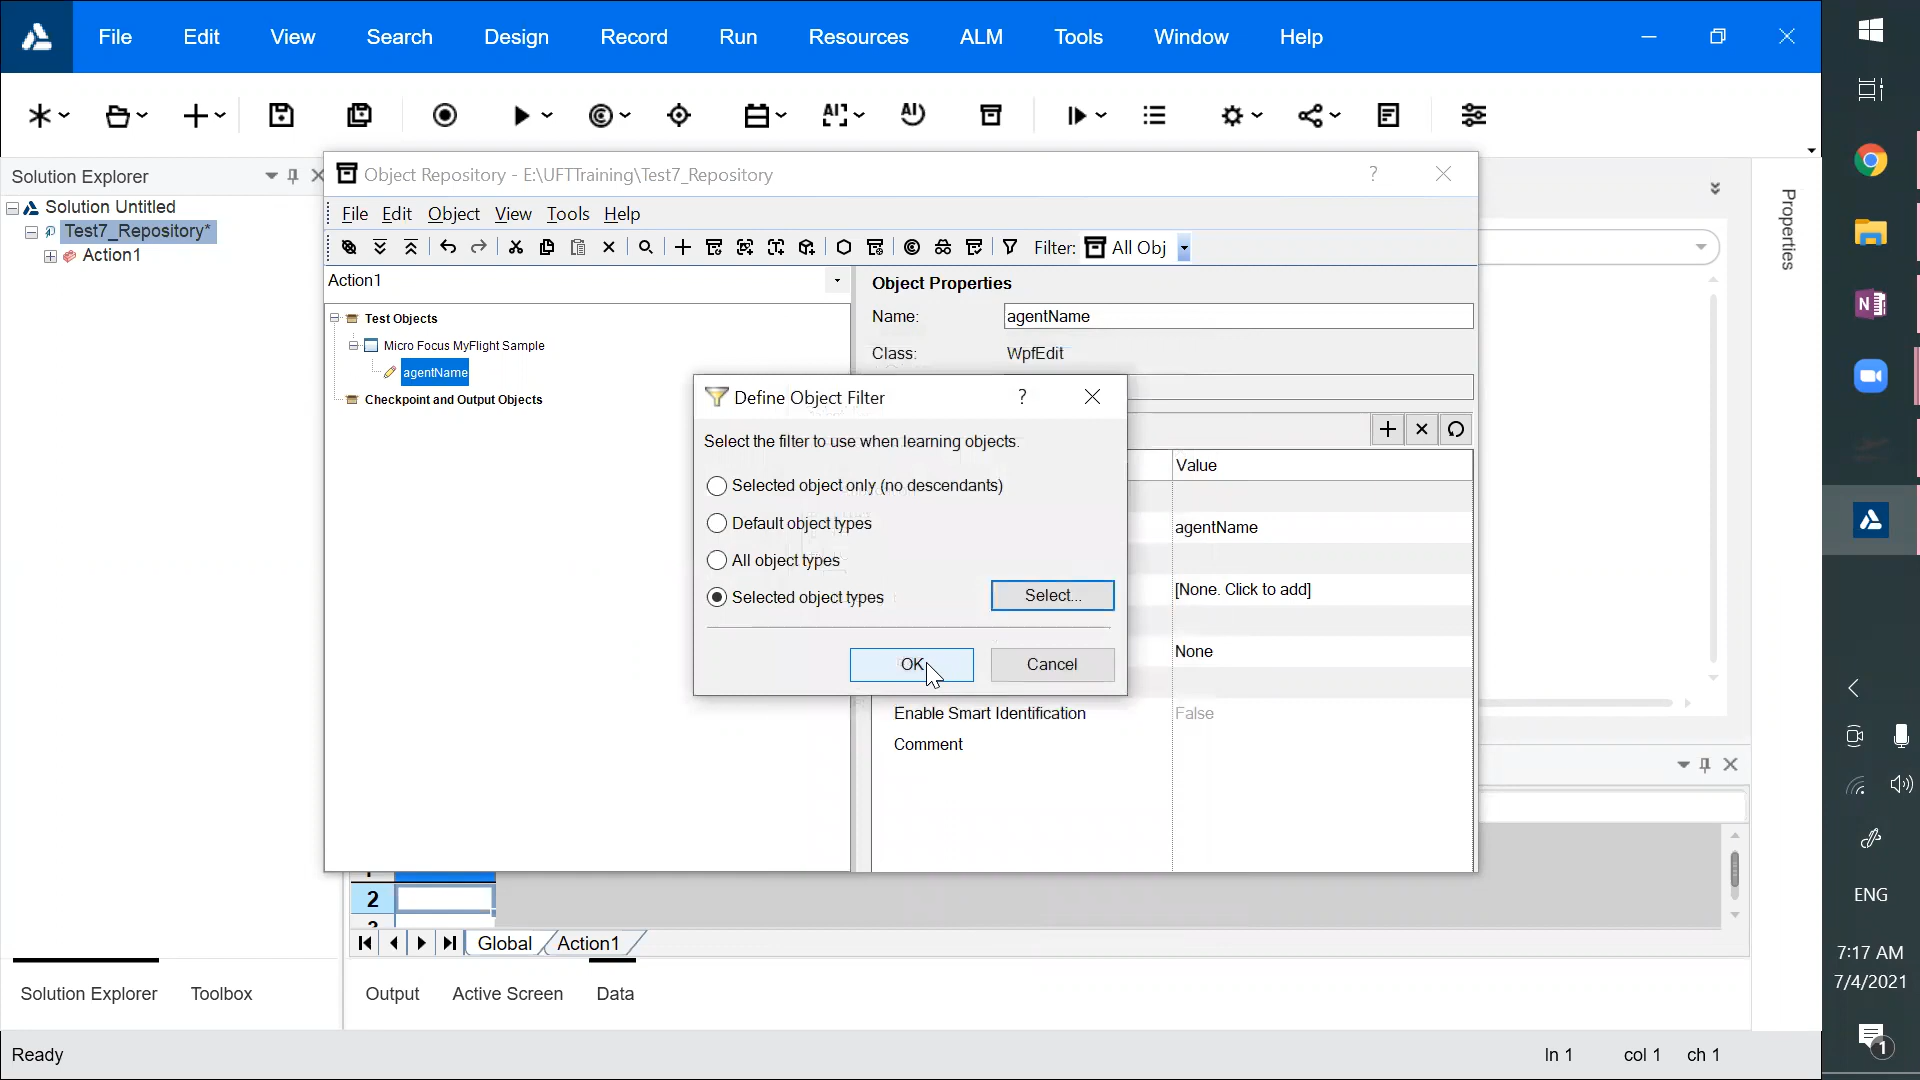 File Edit View Search Design Record Run Resources ALM Tools Window Help
Solution Explorer
Solution Untitled
Test7_Repository*
Action1
Object Repository - E:\UFTTraining\Test7_Repository
?
File Edit Object View Tools Help
Filter: All Obj
Action1
Test Objects
Micro Focus MyFlight Sample
agentName
Checkpoint and Output Objects
Object Properties
Name: agentName
Class: WpfEdit
Define Object Filter ?
Select the filter to use when learning objects.
Selected object only (no descendants)
Default object types
All object types
Selected object types Select...
OK Cancel
Value
agentName
[None. Click to add]
None
Enable Smart Identification False
Comment
Properties
2
Global Action1
Solution Explorer Toolbox
Output Active Screen Data
Ready
ln 1 col 1 ch 1
ENG
7:17 AM
7/4/2021
1